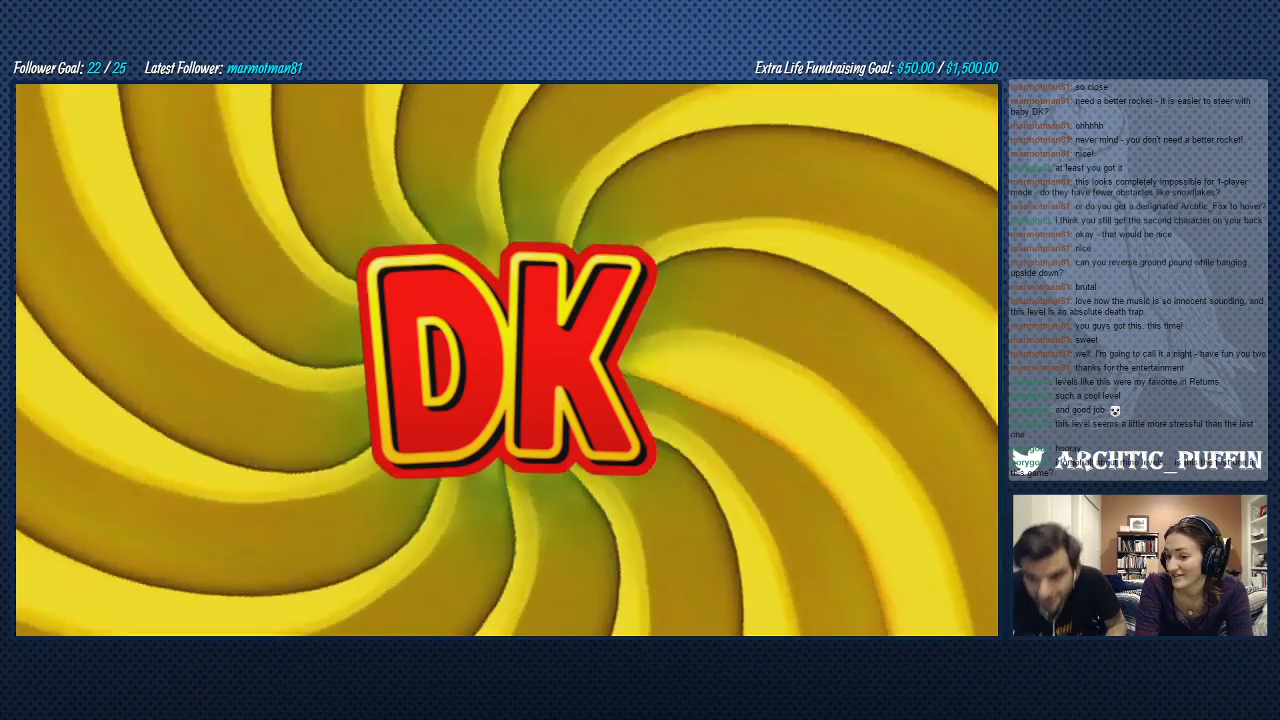 Follower Goal: 22 / 25 Latest Follower: marmotman81
Extra Life Fundraising Goal: $50.00 / $1,500.00
DK
marmotman81: so close
marmotman81: need a better rocket - it is easier to steer with
baby DK?
marmotman81: ohhhhh
marmotman81: never mind - you don't need a better rocket!
marmotman81: nice!
at least you got it
marmotman81: this looks completely impossible for 1-player
mode - do they have fewer obstacles like snowflakes?
marmotman81: or do you get a designated Archtic_Fox to hover?
I think you still get the second character on your back
marmotman81: okay - that would be nice
marmotman81: nice
marmotman81: can you reverse ground pound while hanging
upside down?
marmotman81: brutal
marmotman81: love how the music is so innocent sounding, and
this level is an absolute death trap
marmotman81: you guys got this, this time!
marmotman81: sweet
marmotman81: well, I'm going to call it a night - have fun you two
marmotman81: thanks for the entertainment
levels like this were my favorite in Returns
such a cool level
and good job
this level seems a little more stressful than the last
one
hooray
this game?
ARCHTIC_PUFFIN